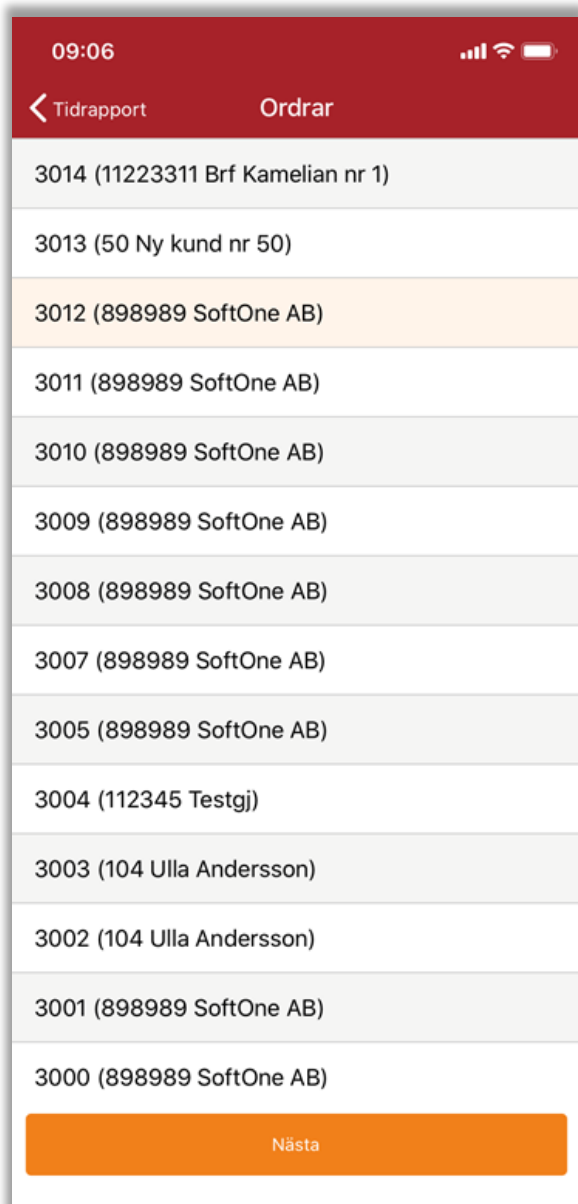 09:06
Tidrapport Ordrar
3014 (11223311 Brf Kamelian nr 1)
3013 (50 Ny kund nr 50)
3012 (898989 SoftOne AB)
3011 (898989 SoftOne AB)
3010 (898989 SoftOne AB)
3009 (898989 SoftOne AB)
3008 (898989 SoftOne AB)
3007 (898989 SoftOne AB)
3005 (898989 SoftOne AB)
3004 (112345 Testgj)
3003 (104 Ulla Andersson)
3002 (104 Ulla Andersson)
3001 (898989 SoftOne AB)
3000 (898989 SoftOne AB)
Nästa